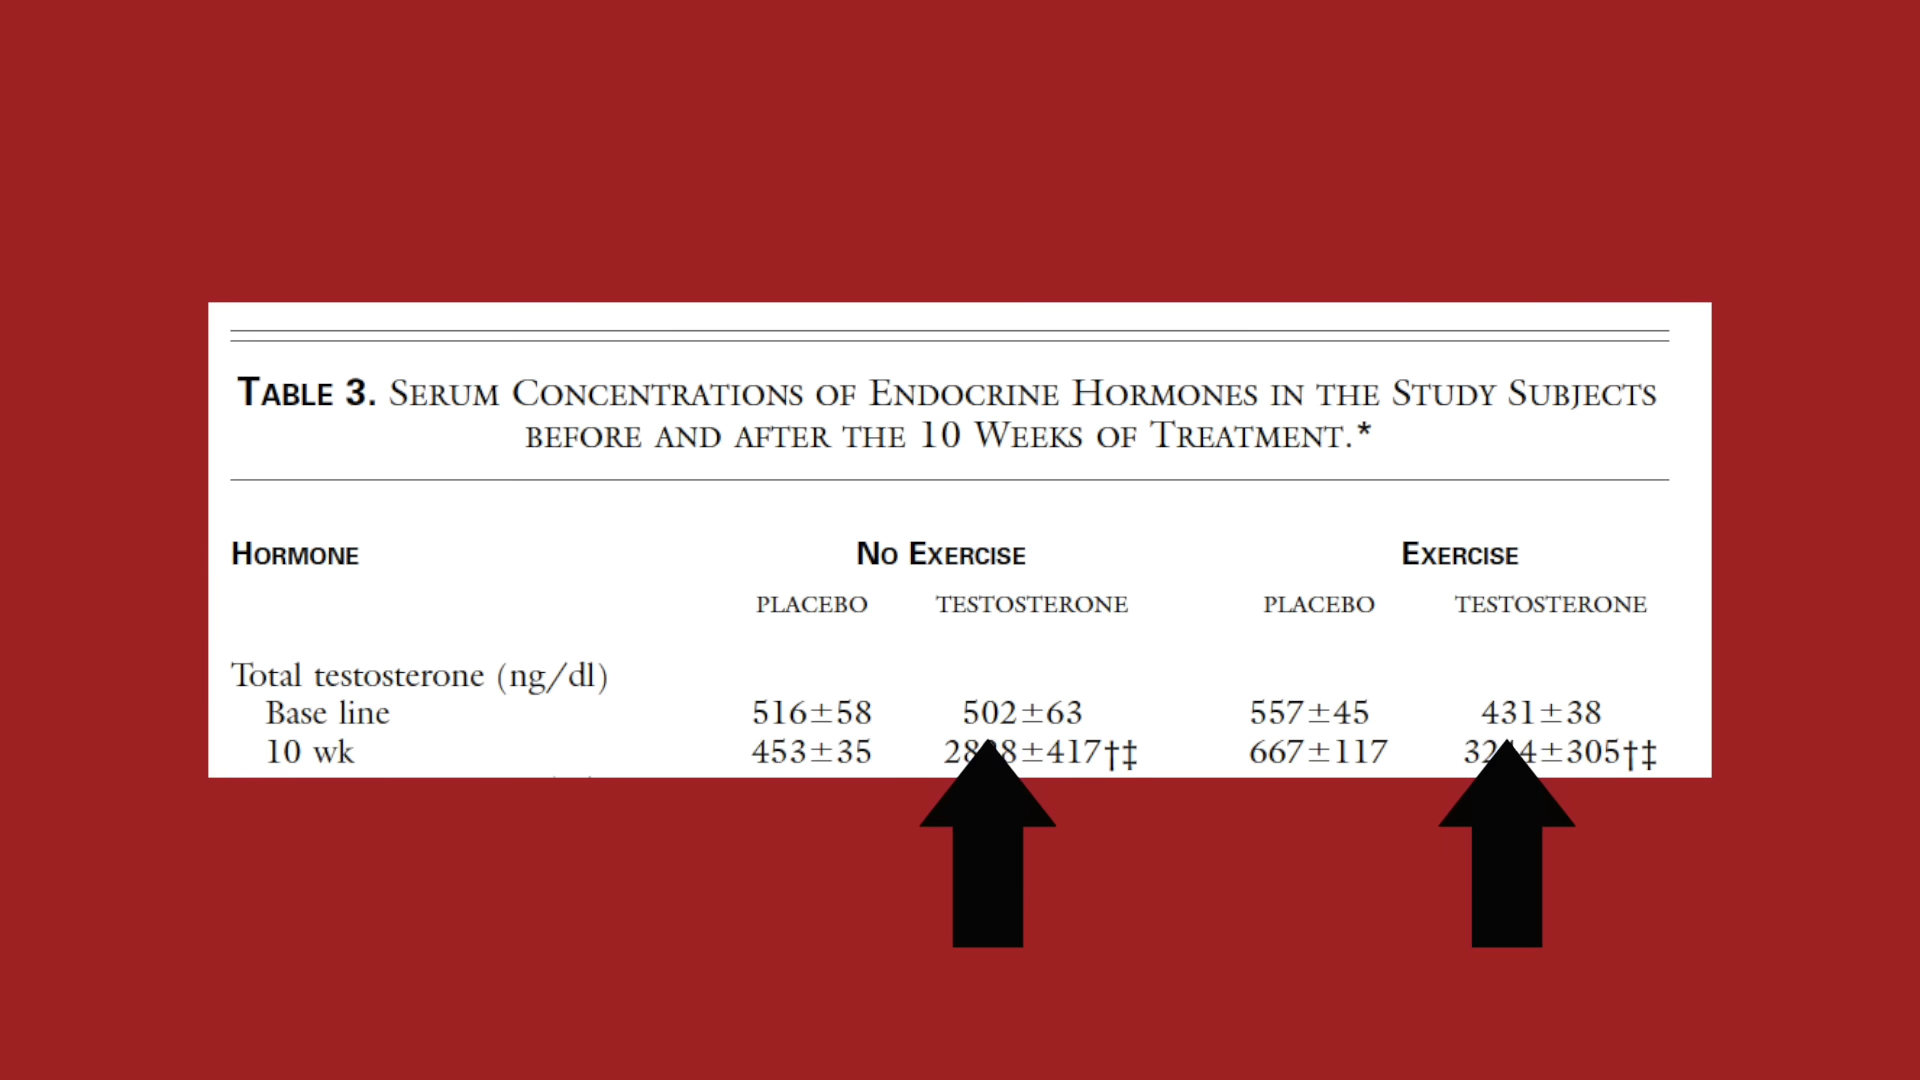 TABLE 3. SERUM CONCENTRATIONS OF ENDOCRINE HORMONES IN THE STUDY SUBJECTS
BEFORE AND AFTER THE 10 WEEKS OF TREATMENT.*
HORMONE NO EXERCISE EXERCISE
PLACEBO TESTOSTERONE PLACEBO TESTOSTERONE
Total testosterone (ng/dl)
Base line 516±58 502±63 557±45 431±38
10 wk 453±35 667±117